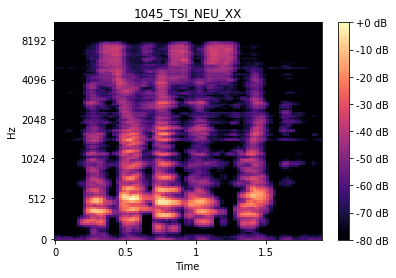 1045_TSI_NEU_XX
8192
4096
2048
1024
512
0
Hz
0
0.5
1
1.5
Time
+0 dB
-10 dB
-20 dB
-30 dB
-40 dB
-50 dB
-60 dB
-70 dB
-80 dB